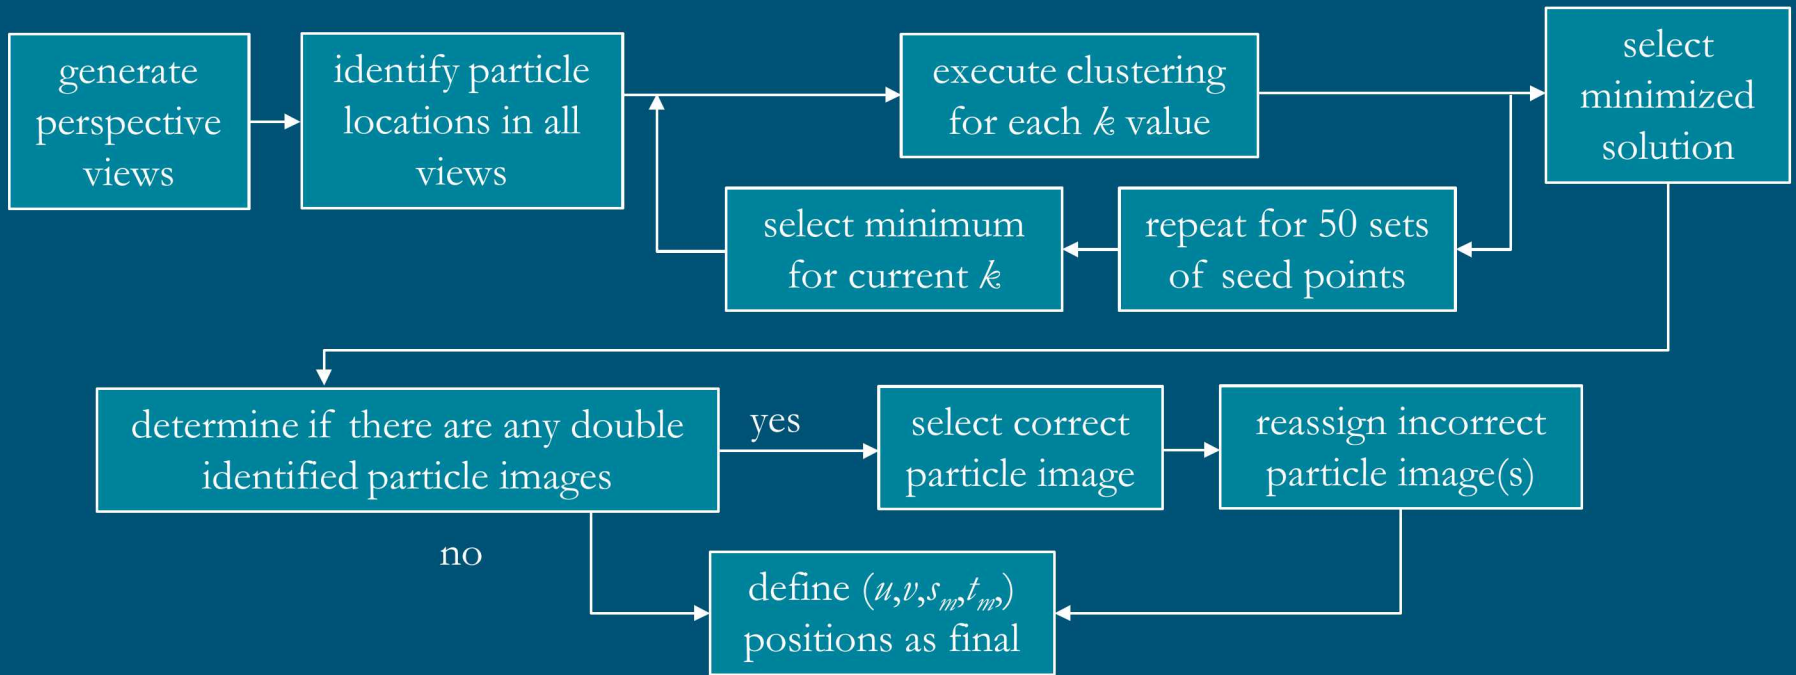 generate
perspective
views
identify particle
locations in all
views
execute clustering
for each k value
select
minimized
solution
select minimum
for current k
repeat for 50 sets
of seed points
determine if there are any double
identified particle images
yes
select correct
particle image
reassign incorrect
particle image(s)
no
define (u,v,sₘ,tₘ,)
positions as final